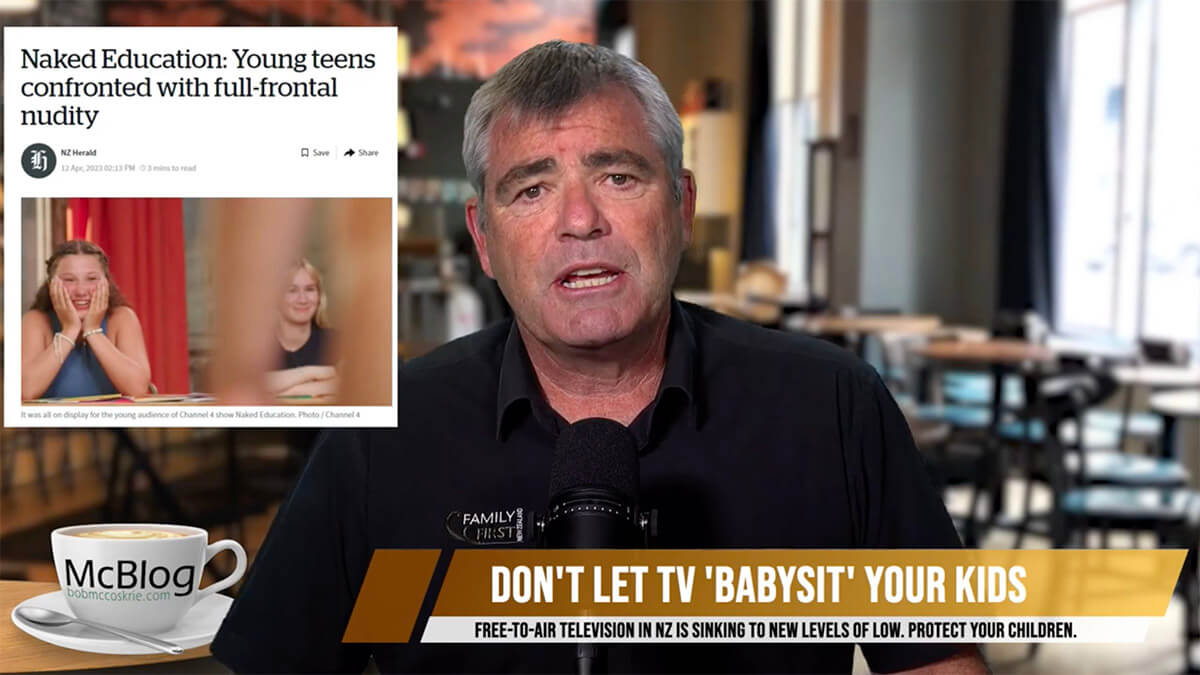 Naked Education: Young teens
confronted with full-frontal
nudity
NZ Herald
Save
Share
12 Apr, 2023 02:13 PM
3 mins to read
It was all on display for the young audience of Channel 4 show Naked Education. Photo / Channel 4
FAMILY
FIRST
NEW ZEALAND
McBlog
bobmccoskrie.com
DON'T LET TV 'BABYSIT' YOUR KIDS
FREE-TO-AIR TELEVISION IN NZ IS SINKING TO NEW LEVELS OF LOW. PROTECT YOUR CHILDREN.